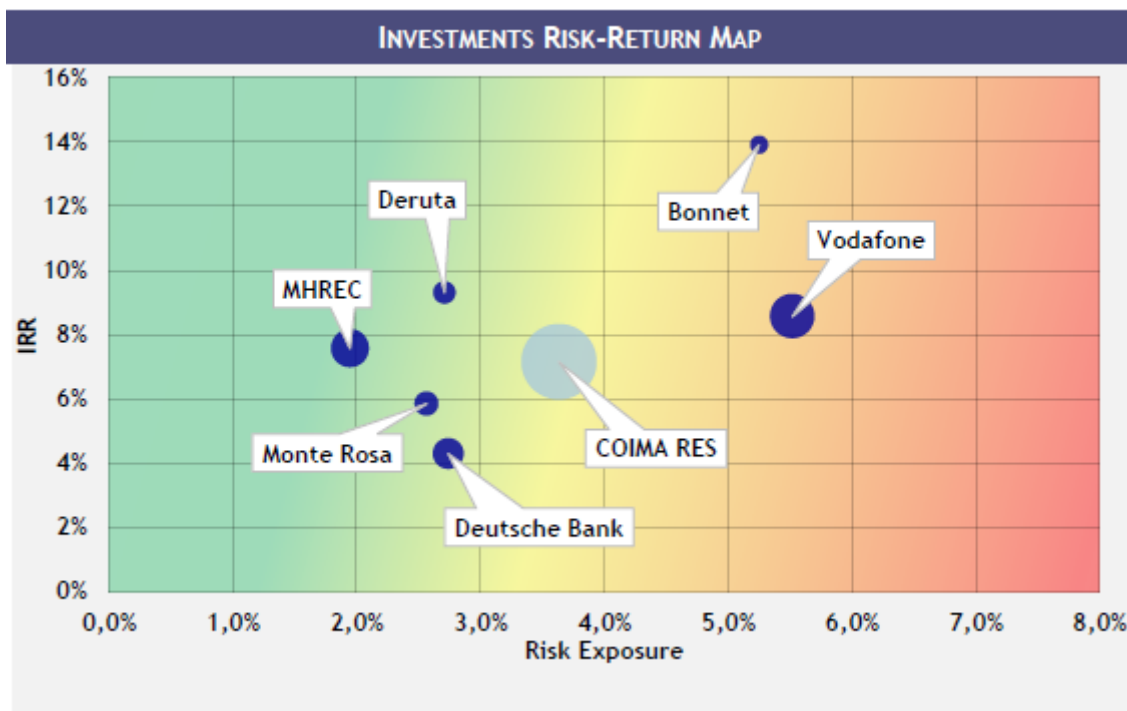 INVESTMENTS RISK-RETURN MAP
16%
14%
12%
10%
8%
6%
4%
2%
0%
IRR
Deruta
Bonnet
Vodafone
MHREC
Monte Rosa
COIMA RES
Deutsche Bank
0,0% 1,0% 2,0% 3,0% 4,0% 5,0% 6,0% 7,0% 8,0%
Risk Exposure